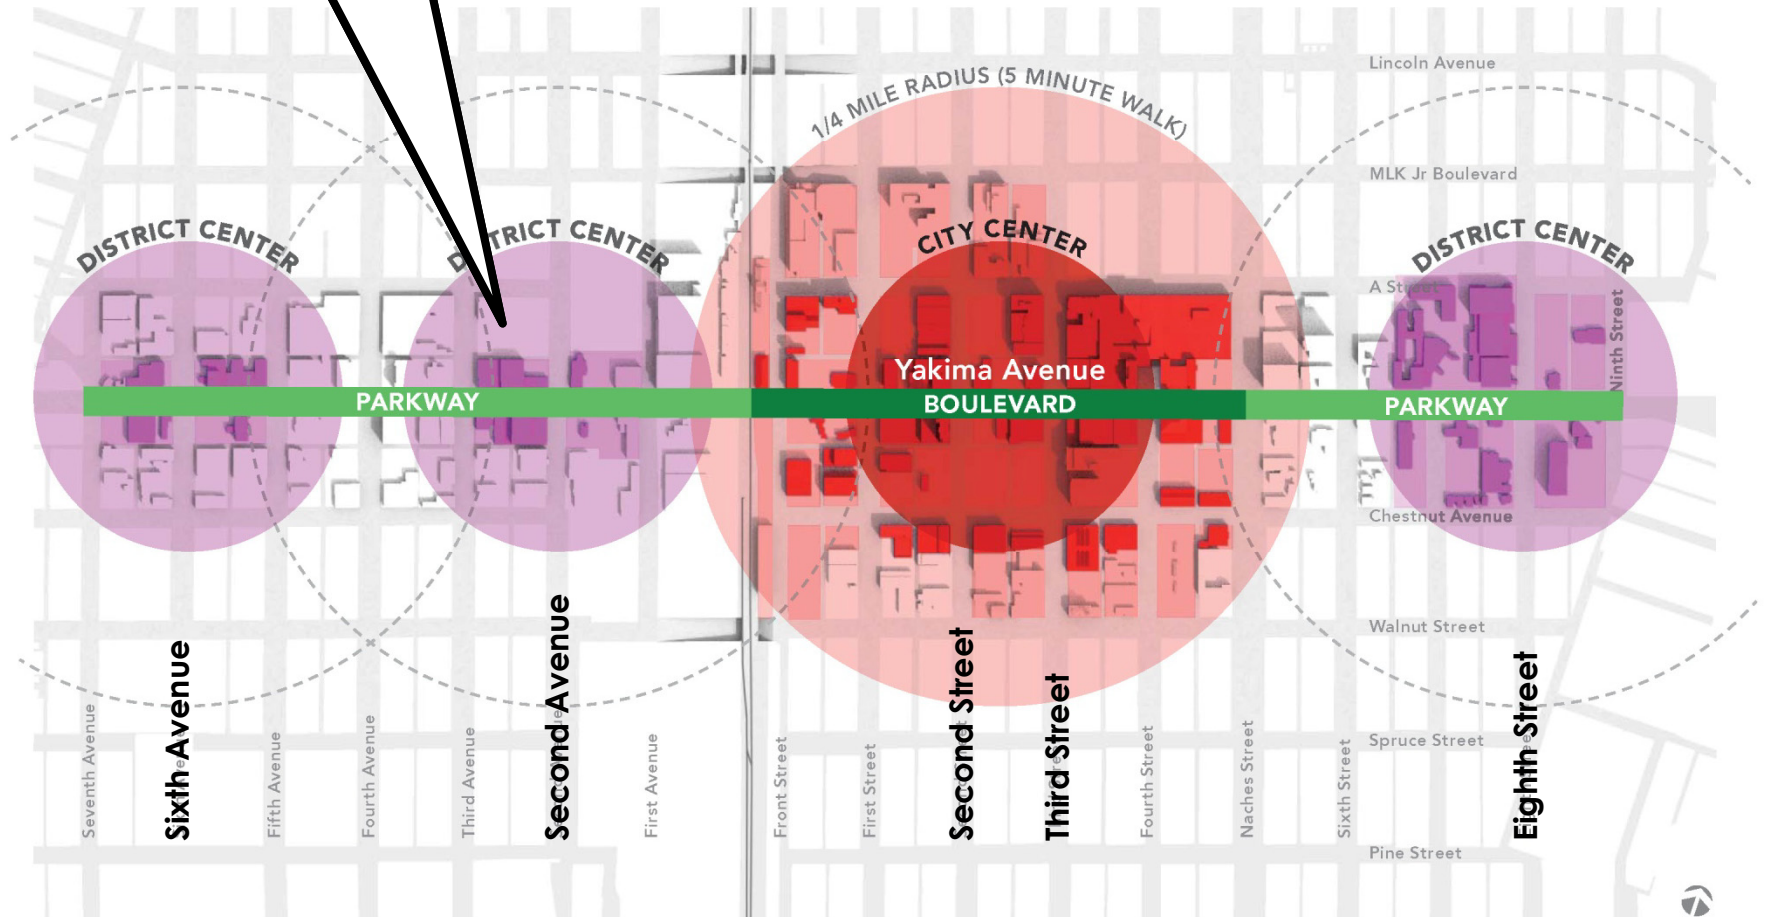 Lincoln Avenue
1/4 MILE RADIUS (5 MINUTE WALK)
MLK Jr Boulevard
DISTRICT CENTER
D TRICT CENTER
CITY CENTER
DISTRICT CENTER
A Street
Ninth Street
Yakima Avenue
PARKWAY
BOULEVARD
PARKWAY
Chestnut Avenue
Walnut Street
Spruce Street
Seventh Avenue
Sixth Avenue
Fifth Avenue
Fourth Avenue
Third Avenue
Second Avenue
First Avenue
Front Street
First Street
Second Street
Third Street
Fourth Street
Naches Street
Sixth Street
Eighth Street
Pine Street